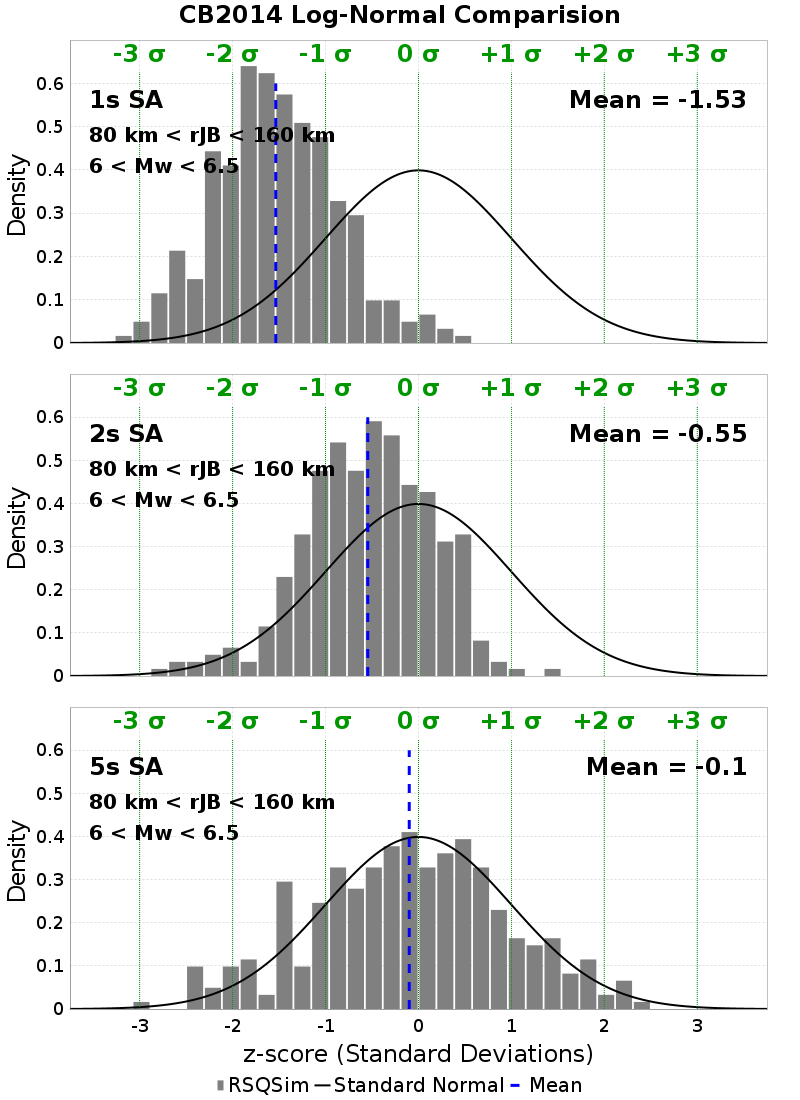 CB2014 Log-Normal Comparision
-3 σ -2 σ -1 σ 0 σ +1 σ +2 σ +3 σ
1s SA Mean = -1.53
80 km < rJB < 160 km
6 < Mw < 6.5
Density
0.6
0.5
0.4
0.3
0.2
0.1
0
-3 σ -2 σ -1 σ 0 σ +1 σ +2 σ +3 σ
2s SA Mean = -0.55
80 km < rJB < 160 km
6 < Mw < 6.5
Density
0.6
0.5
0.4
0.3
0.2
0.1
0
-3 σ -2 σ -1 σ 0 σ +1 σ +2 σ +3 σ
5s SA Mean = -0.1
80 km < rJB < 160 km
6 < Mw < 6.5
Density
0.6
0.5
0.4
0.3
0.2
0.1
0
-3 -2 -1 0 1 2 3
z-score (Standard Deviations)
RSQSim Standard Normal Mean